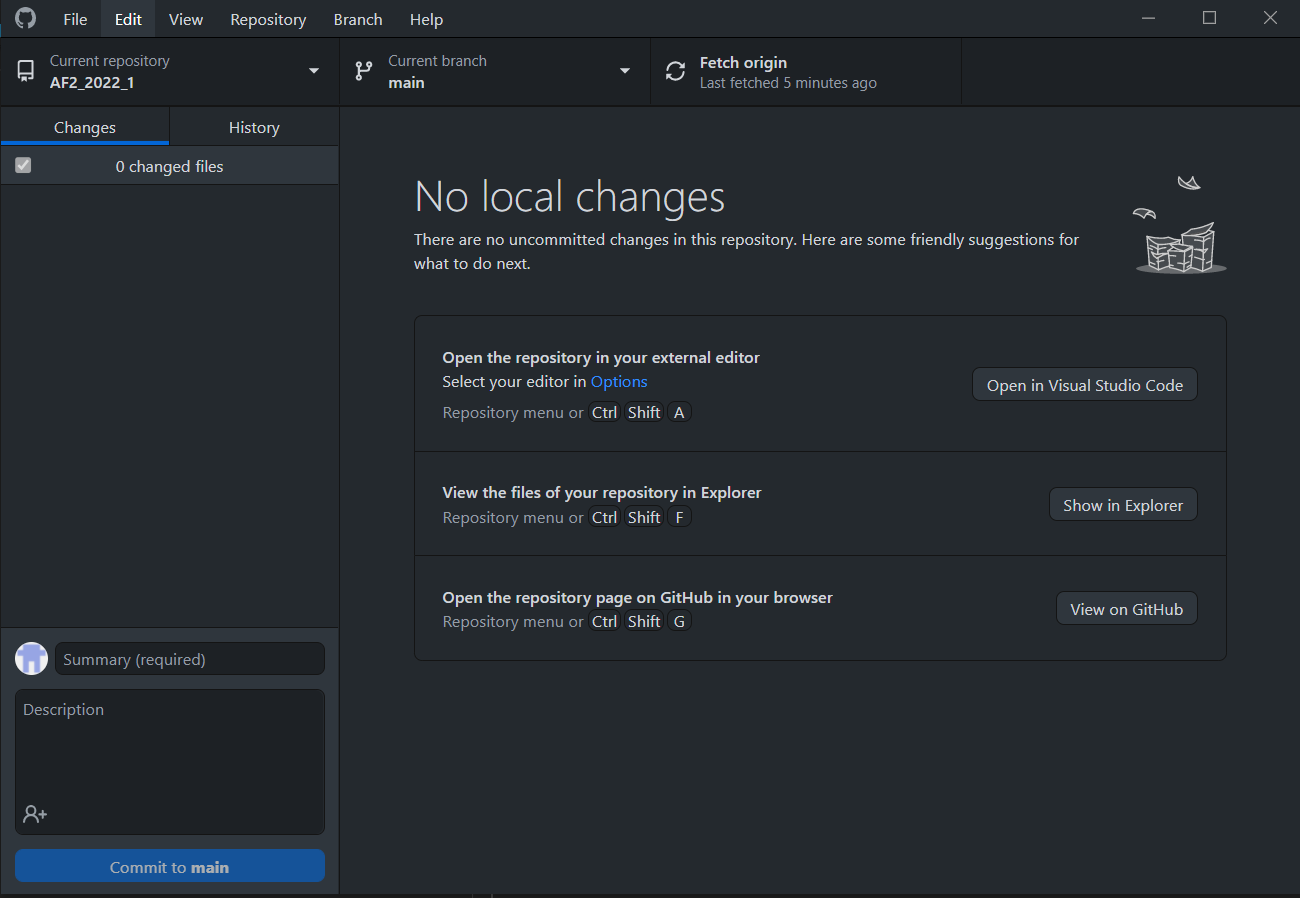 File Edit View Repository Branch Help
Current repository
AF2_2022_1
Current branch
main
Fetch origin
Last fetched 5 minutes ago
Changes
History
0 changed files
No local changes
There are no uncommitted changes in this repository. Here are some friendly suggestions for
what to do next.
Open the repository in your external editor
Select your editor in Options
Repository menu or Ctrl Shift A
Open in Visual Studio Code
View the files of your repository in Explorer
Repository menu or Ctrl Shift F
Show in Explorer
Open the repository page on GitHub in your browser
Repository menu or Ctrl Shift G
View on GitHub
Summary (required)
Description
Commit to main